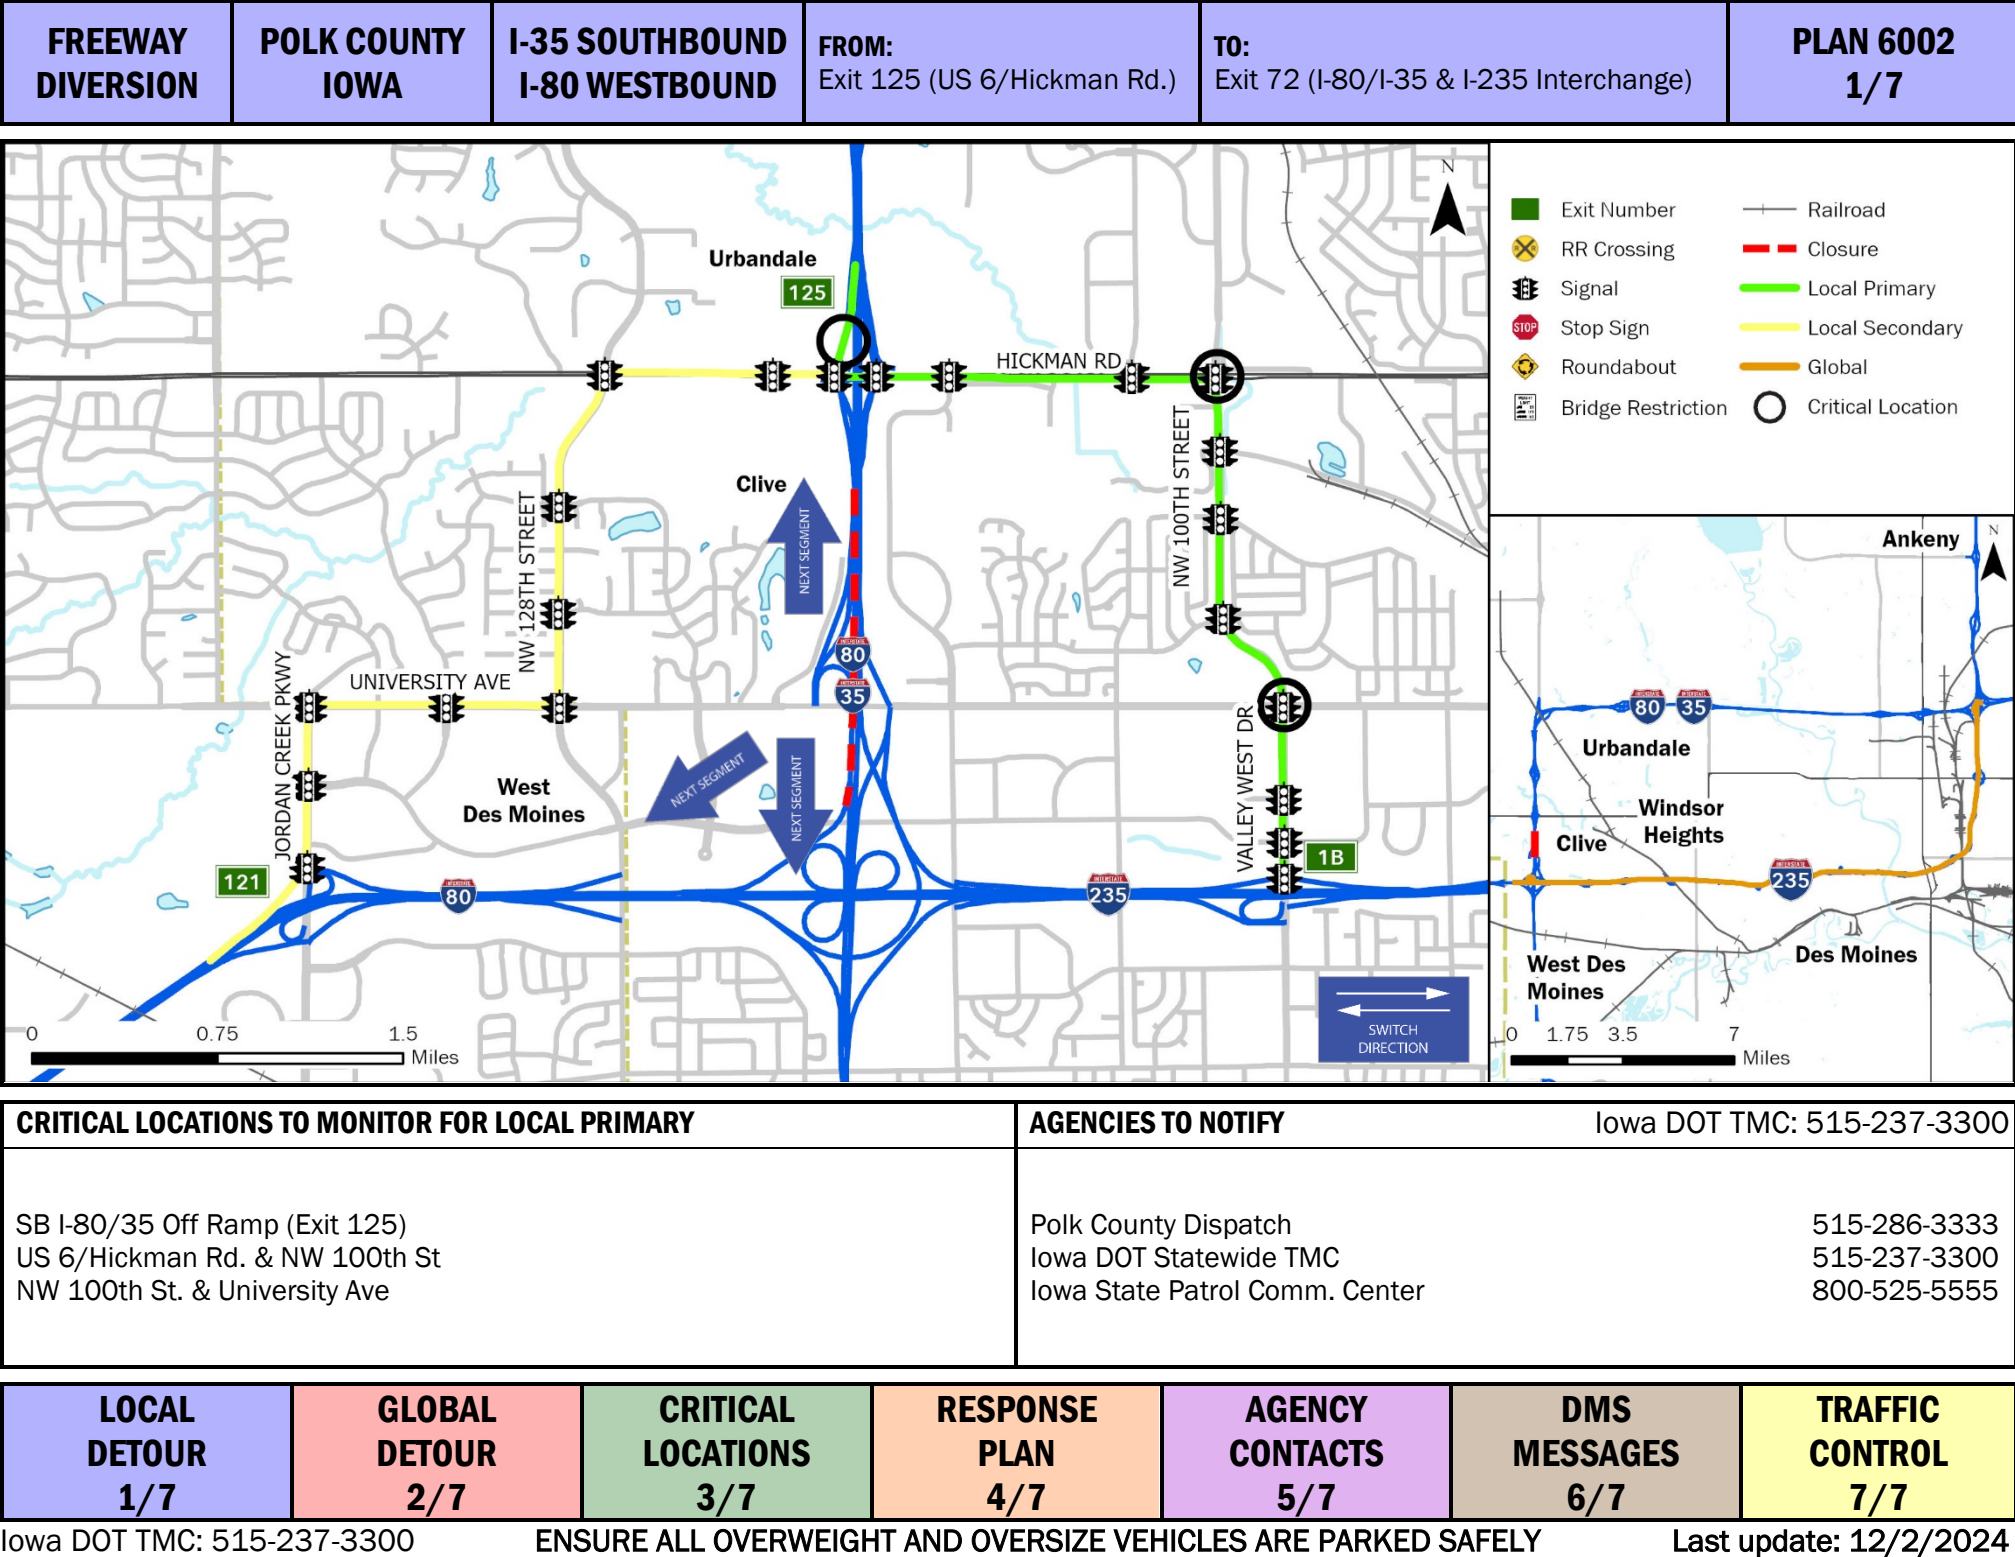 FREEWAY
DIVERSION
POLK COUNTY
IOWA
I-35 SOUTHBOUND
I-80 WESTBOUND
FROM:
Exit 125 (US 6/Hickman Rd.)
TO:
Exit 72 (I-80/I-35 & I-235 Interchange)
PLAN 6002
1/7
N
Urbandale
125
HICKMAN RD
NW 100TH STREET
Clive
NEXT SEGMENT
NW 128TH STREET
INTERSTATE
80
INTERSTATE
35
UNIVERSITY AVE
JORDAN CREEK PKWY
West
Des Moines
NEXT SEGMENT
NEXT SEGMENT
VALLEY WEST DR
1B
121
INTERSTATE
80
INTERSTATE
235
SWITCH
DIRECTION
0 0.75 1.5
Miles
Exit Number
RR Crossing
Signal
STOP
Stop Sign
Roundabout
Bridge Restriction
Railroad
Closure
Local Primary
Local Secondary
Global
Critical Location
Ankeny
N
80
35
Urbandale
Windsor
Heights
Clive
INTERSTATE
235
Des Moines
West Des
Moines
0 1.75 3.5 7
Miles
CRITICAL LOCATIONS TO MONITOR FOR LOCAL PRIMARY
SB I-80/35 Off Ramp (Exit 125)
US 6/Hickman Rd. & NW 100th St
NW 100th St. & University Ave
AGENCIES TO NOTIFY Iowa DOT TMC: 515-237-3300
Polk County Dispatch 515-286-3333
Iowa DOT Statewide TMC 515-237-3300
Iowa State Patrol Comm. Center 800-525-5555
LOCAL
DETOUR
1/7
GLOBAL
DETOUR
2/7
CRITICAL
LOCATIONS
3/7
RESPONSE
PLAN
4/7
AGENCY
CONTACTS
5/7
DMS
MESSAGES
6/7
TRAFFIC
CONTROL
7/7
Iowa DOT TMC: 515-237-3300 ENSURE ALL OVERWEIGHT AND OVERSIZE VEHICLES ARE PARKED SAFELY Last update: 12/2/2024